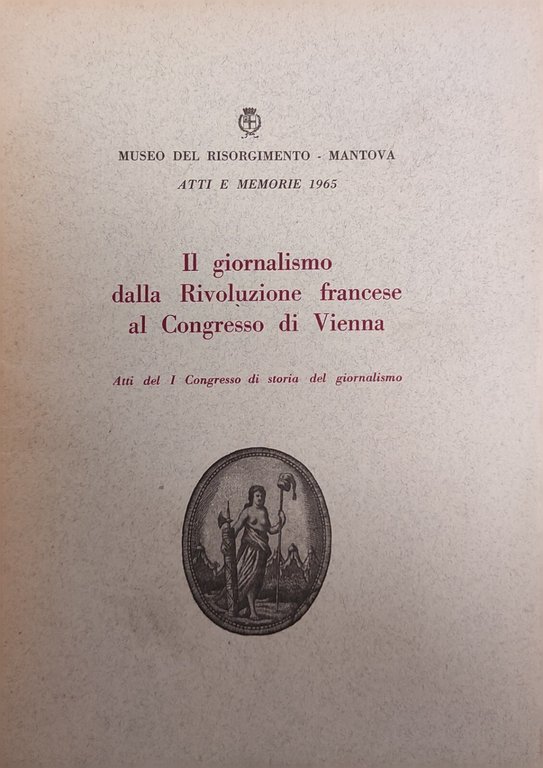 MUSEO DEL RISORGIMENTO - MANTOVA
ATTI E MEMORIE 1965
Il giornalismo
dalla Rivoluzione francese
al Congresso di Vienna
Atti del I Congresso di storia del giornalismo